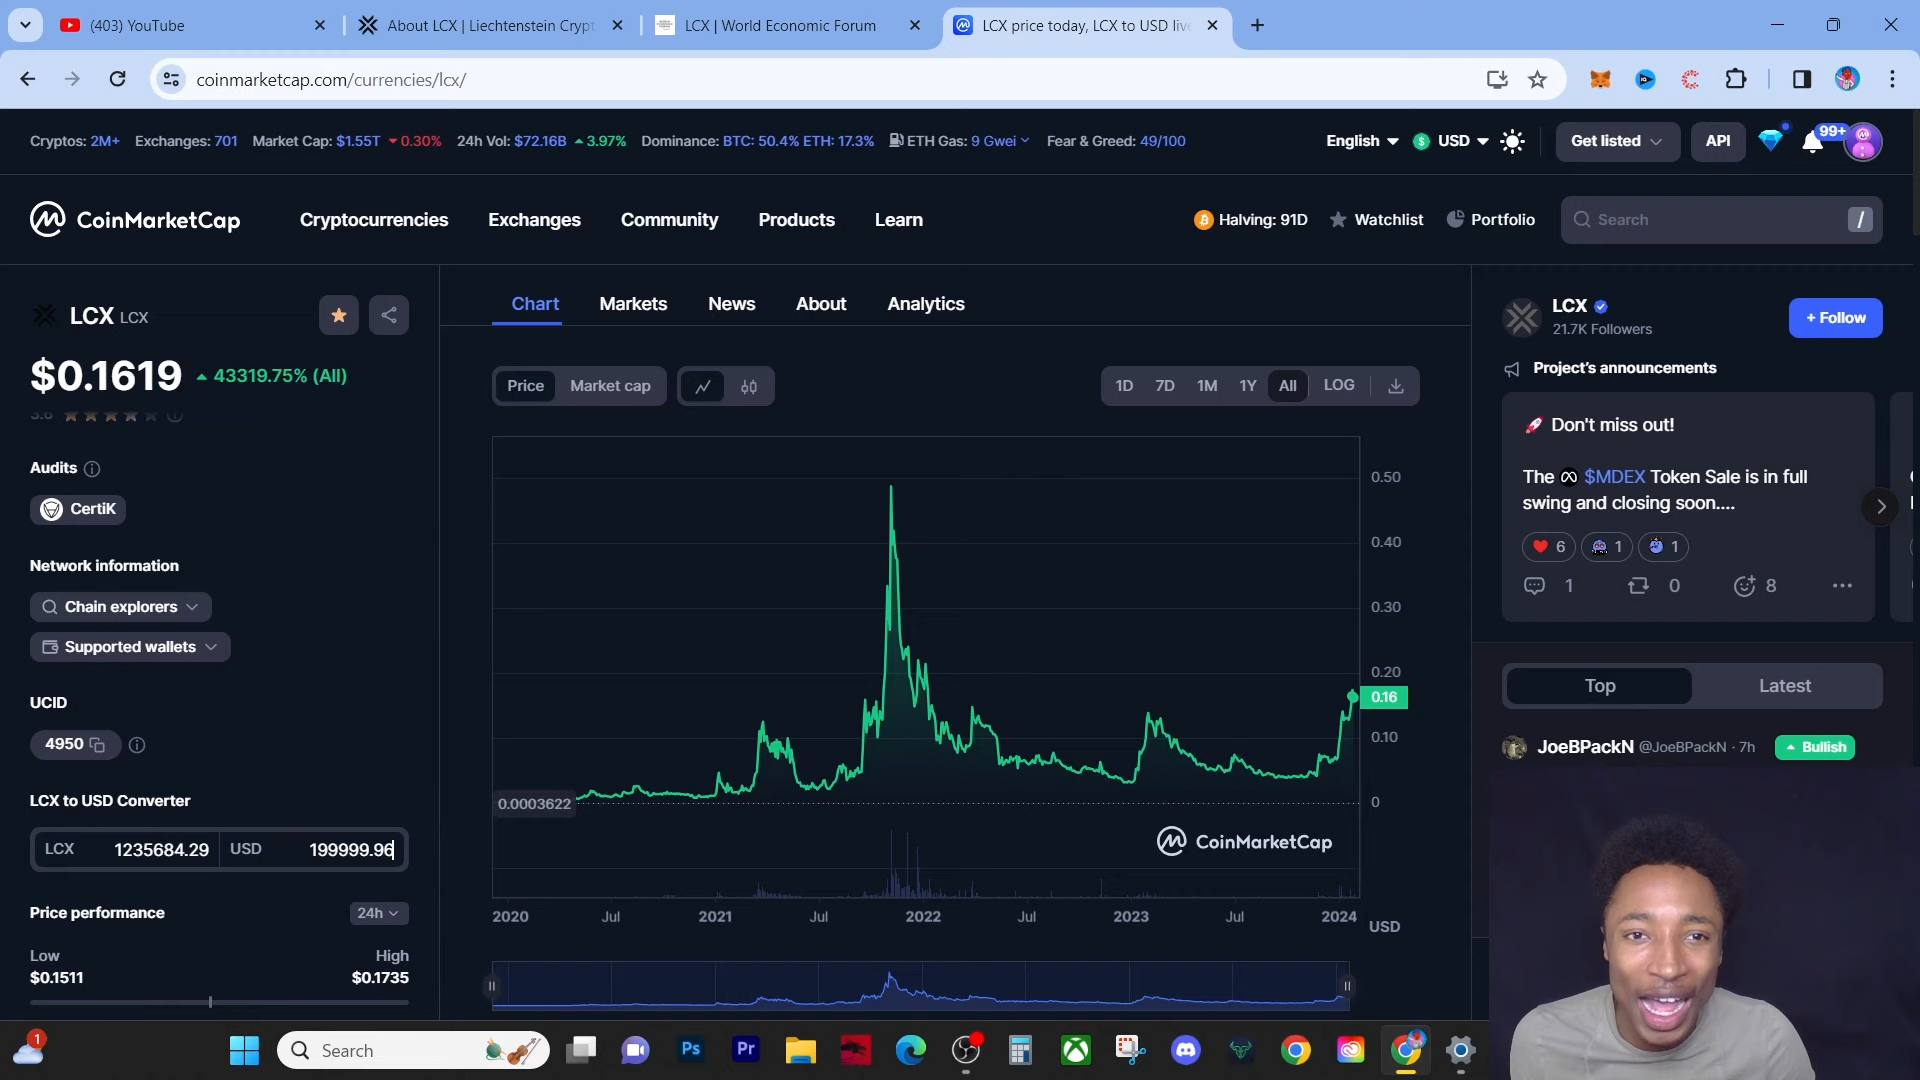 (403) YouTube
About LCX | Liechtenstein Crypt
LCX | World Economic Forum
LCX price today, LCX to USD live
coinmarketcap.com/currencies/lcx/
Cryptos: 2M+ Exchanges: 701 Market Cap: $1.55T 0.30% 24h Vol: $72.16B 3.97% Dominance: BTC: 50.4% ETH: 17.3% ETH Gas: 9 Gwei Fear & Greed: 49/100
English $ USD Get listed API 99+
CoinMarketCap
Cryptocurrencies Exchanges Community Products Learn
Halving: 91D Watchlist Portfolio Search /
LCX LCX
$0.1619 43319.75% (All)
Audits
CertiK
Network information
Chain explorers
Supported wallets
UCID
4950
LCX to USD Converter
LCX 1235684.29 USD 199999.96
Price performance 24h
Low High
$0.1511 $0.1735
Chart Markets News About Analytics
Price Market cap
1D 7D 1M 1Y All LOG
0.50
0.40
0.30
0.20
0.16
0.10
0
0.0003622
CoinMarketCap
2020 Jul 2021 Jul 2022 Jul 2023 Jul 2024
USD
LCX
21.7K Followers
+ Follow
Project's announcements
Don't miss out!
The $MDEX Token Sale is in full
swing and closing soon....
6 1 1
1 0 8
Top Latest
JoeBPackN @JoeBPackN · 7h Bullish
1
Search
Ps
Pr